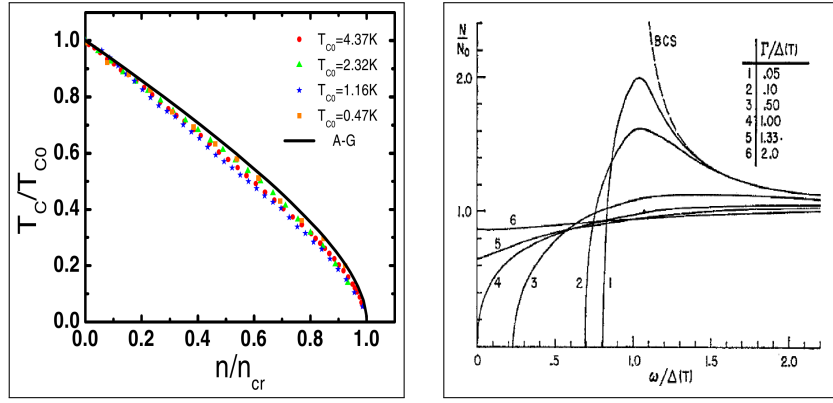 1.0
0.8
0.6
0.4
0.2
0.0
T_C/T_C0
T_C0=4.37K
T_C0=2.32K
T_C0=1.16K
T_C0=0.47K
A-G
0.0 0.2 0.4 0.6 0.8 1.0
n/n_cr
N/N_0
2.0
1.0
BCS
Γ/Δ(T)
1 .05
2 .10
3 .50
4 1.00
5 1.33
6 2.0
6
5
4 3 2 1
0 .5 1.0 1.5 2.0
ω/Δ(T)